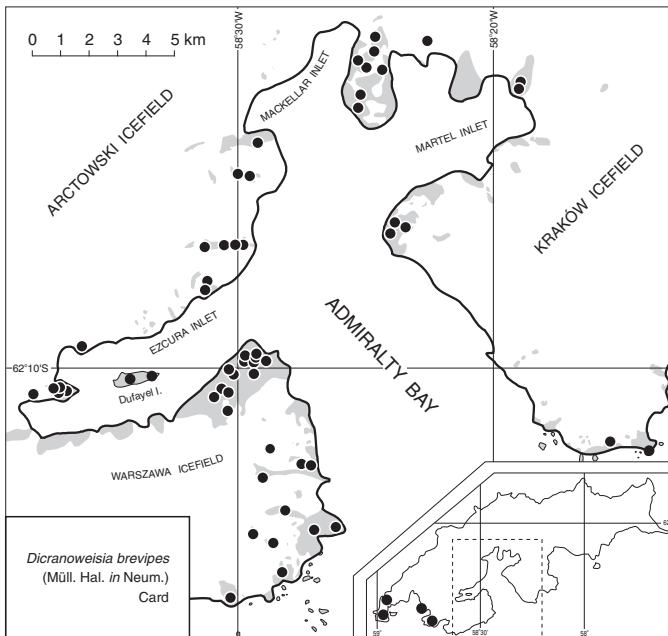 58°30'W
58°20'W
0 1 2 3 4 5 km
MACKELLAR INLET
ARCTOWSKI ICEFIELD
MARTEL INLET
KRAKÓW ICEFIELD
ADMIRALTY BAY
EZCURA INLET
62°10'S
Dufayel I.
WARSZAWA ICEFIELD
Dicranoweisia brevipes
(Müll. Hal. in Neum.)
Card
62
59°
58°30'
58°